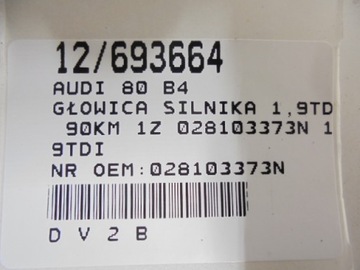 12/693664
AUDI 80 B4
GŁOWICA SILNIKA 1,9TD
90KM 1Z 028103373N 1
9TDI
NR OEM:028103373N
D V 2 B